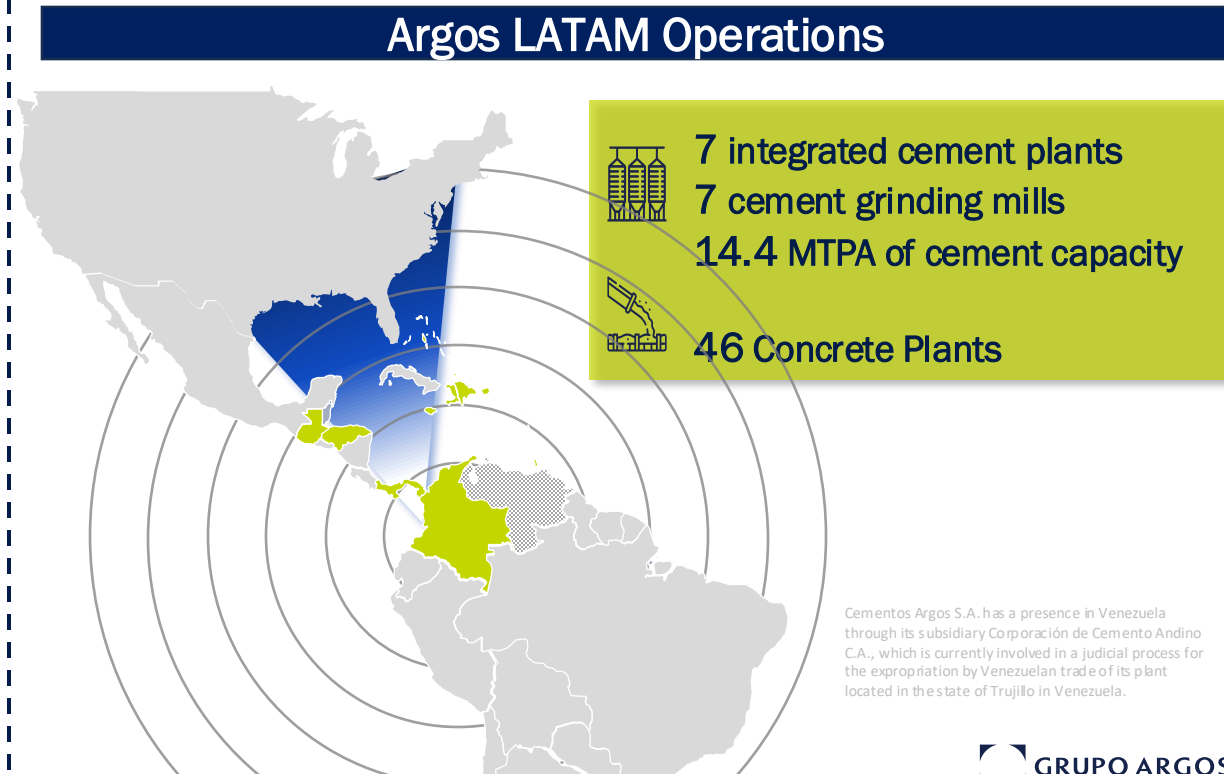 Argos LATAM Operations
7 integrated cement plants
7 cement grinding mills
14.4 MTPA of cement capacity
46 Concrete Plants
Cementos Argos S.A. has a presence in Venezuela
through its subsidiary Corporación de Cemento Andino
C.A., which is currently involved in a judicial process for
the expropriation by Venezuelan trade of its plant
located in the state of Trujillo in Venezuela.
GRUPO ARGOS